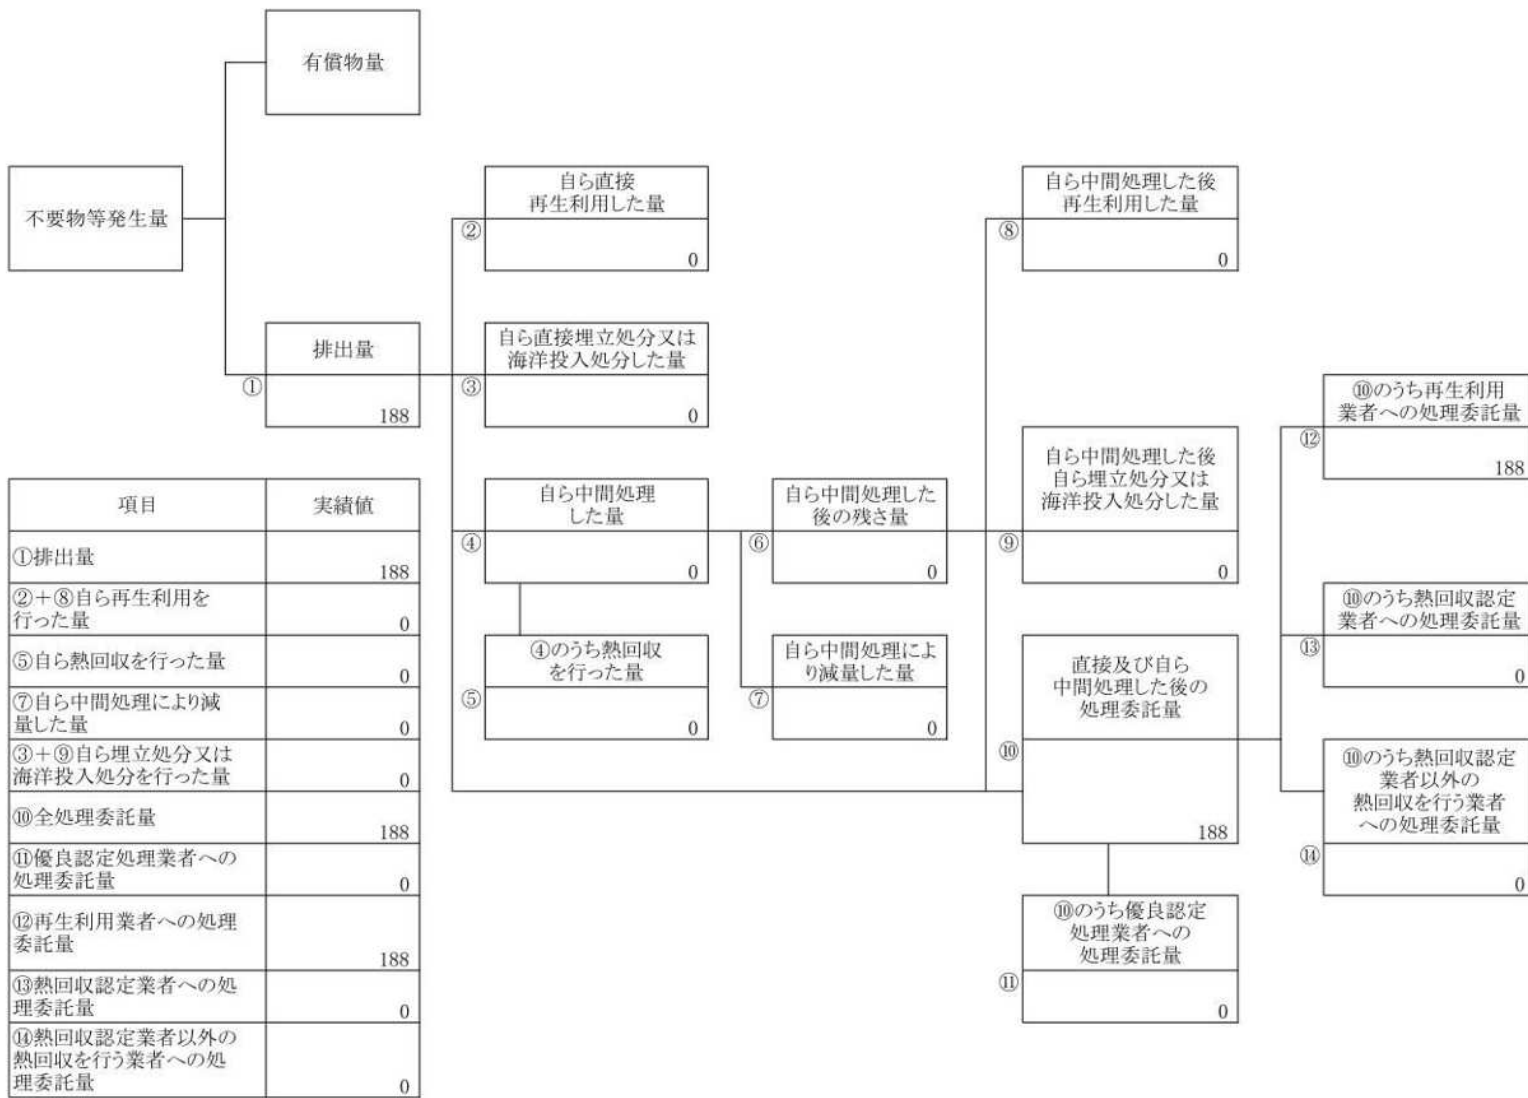 有償物量
不要物等発生量
自ら直接
再生利用した量
②
0
自ら中間処理した後
再生利用した量
⑧
0
排出量
①
188
自ら直接埋立処分又は
海洋投入処分した量
③
0
⑩のうち再生利用
業者への処理委託量
⑫
188
自ら中間処理
した量
④
0
自ら中間処理した
後の残さ量
⑥
0
自ら中間処理した後
自ら埋立処分又は
海洋投入処分した量
⑨
0
⑩のうち熱回収認定
業者への処理委託量
⑬
0
④のうち熱回収
を行った量
⑤
0
自ら中間処理によ
り減量した量
⑦
0
直接及び自ら
中間処理した後の
処理委託量
⑩
188
⑩のうち熱回収認定
業者以外の
熱回収を行う業者
への処理委託量
⑭
0
⑩のうち優良認定
処理業者への
処理委託量
⑪
0
項目 実績値
①排出量
188
②＋⑧自ら再生利用を
行った量 0
⑤自ら熱回収を行った量
0
⑦自ら中間処理により減
量した量 0
③＋⑨自ら埋立処分又は
海洋投入処分を行った量 0
⑩全処理委託量
188
⑪優良認定処理業者への
処理委託量 0
⑫再生利用業者への処理
委託量
188
⑬熱回収認定業者への処
理委託量 0
⑭熱回収認定業者以外の
熱回収を行う業者への処
理委託量 0